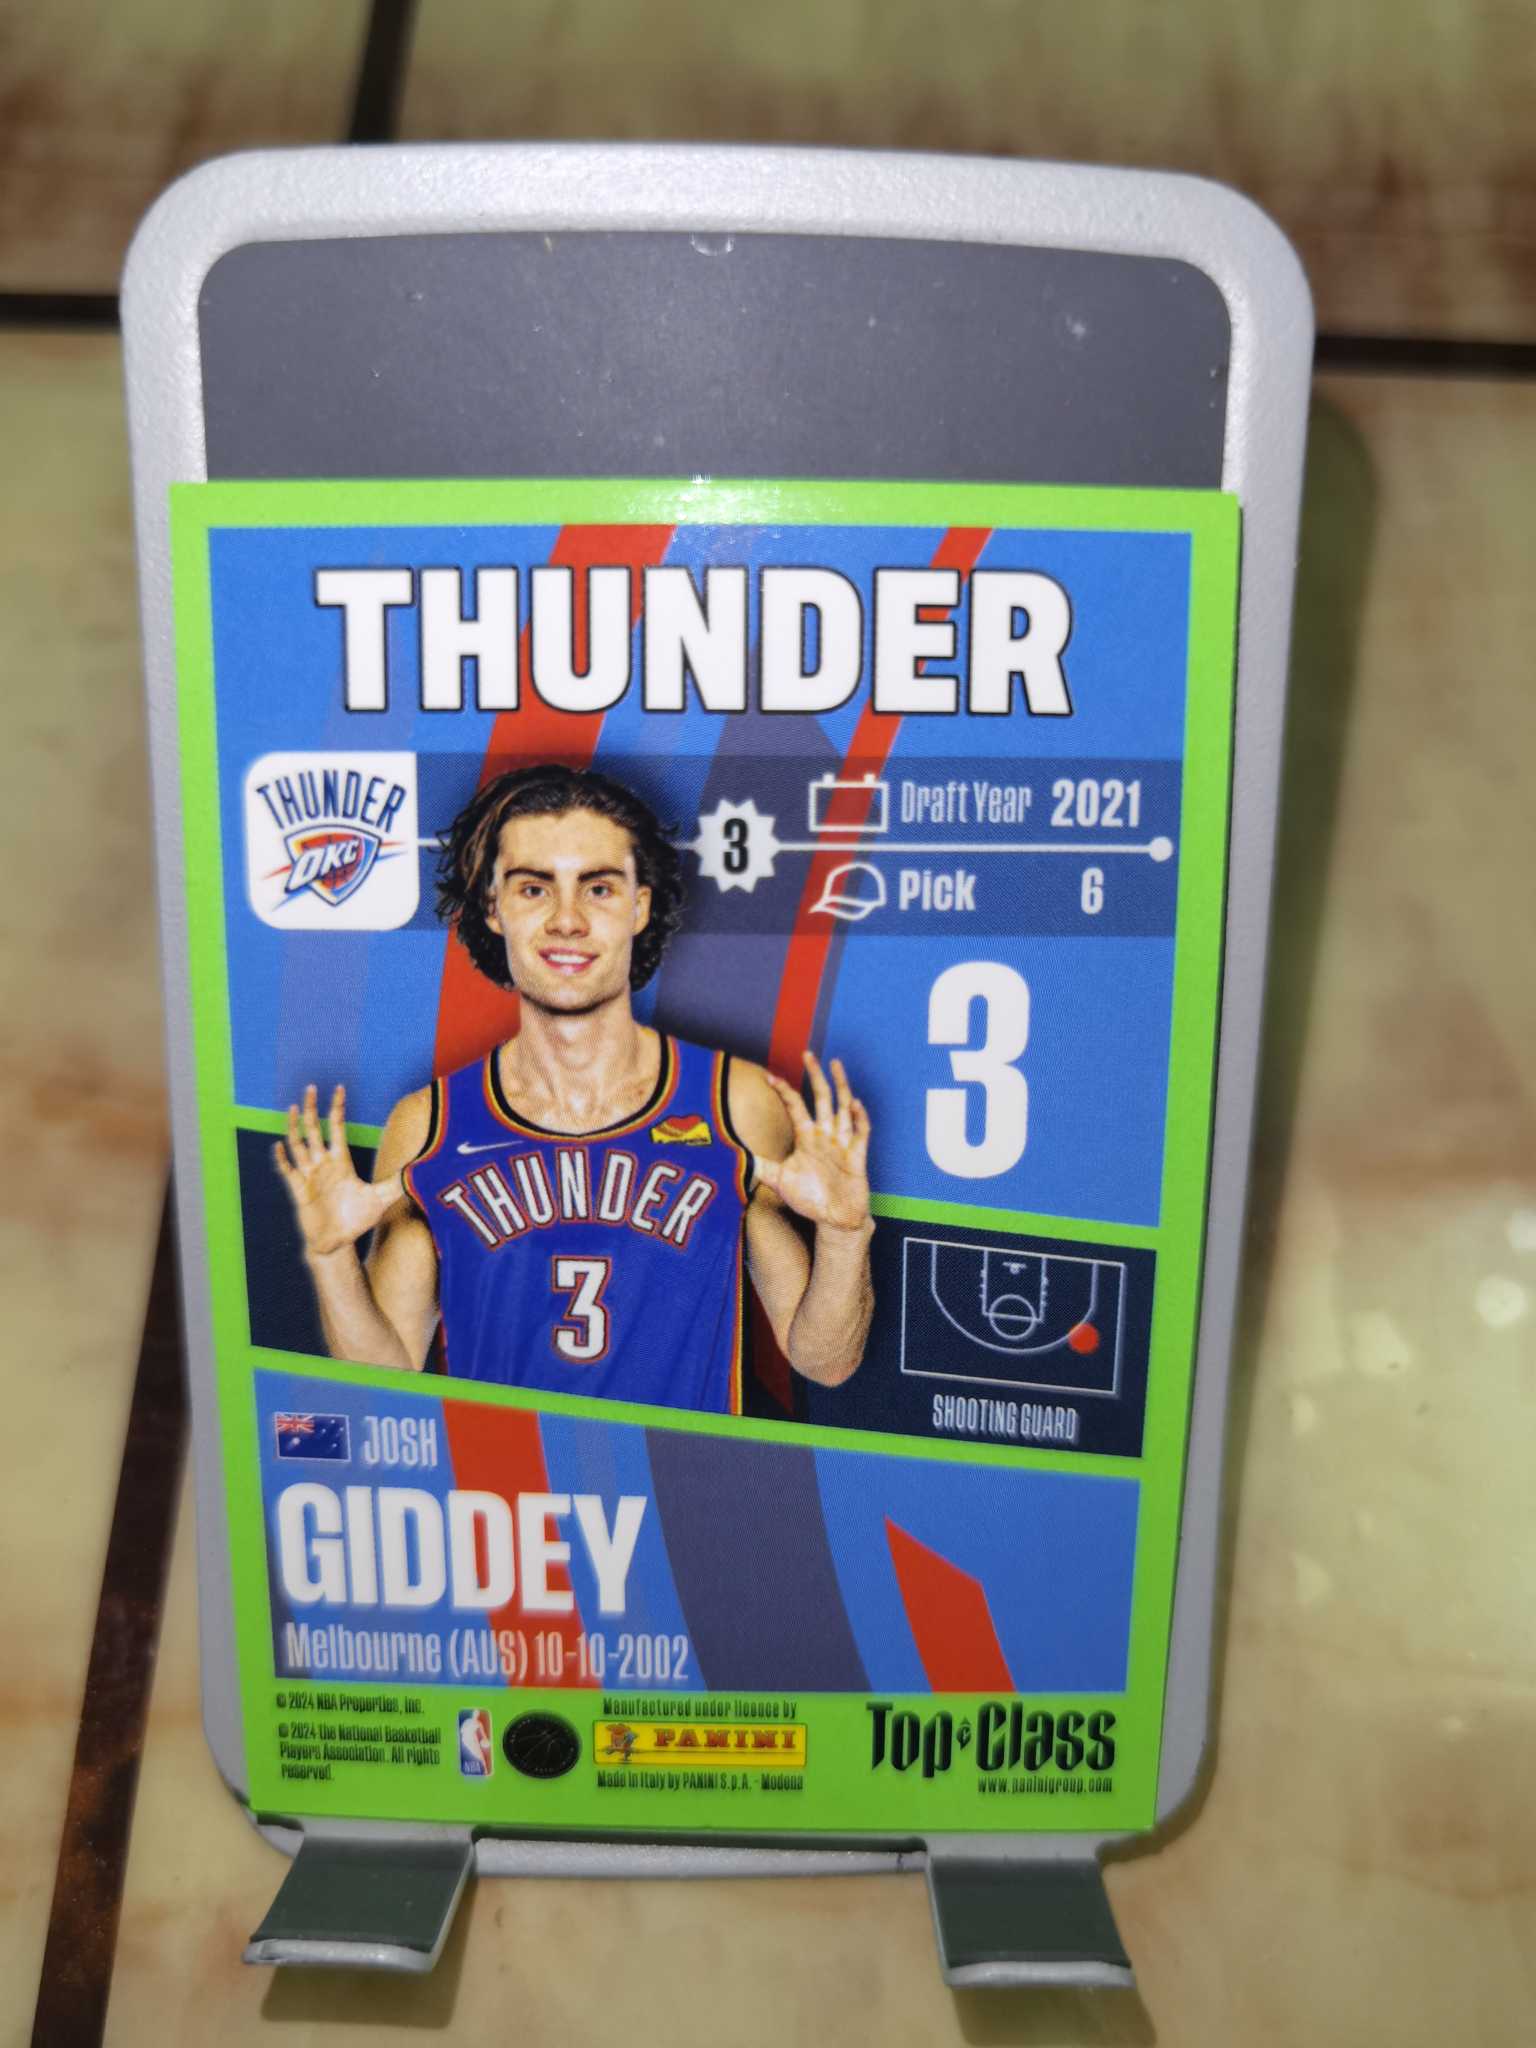 THUNDER
THUNDER
OKC
3
Draft Year 2021
Pick 6
3
THUNDER
3
SHOOTING GUARD
JOSH
GIDDEY
Melbourne (AUS) 10-10-2002
© 2024 NBA Properties, Inc.
© 2024 the National Basketball
Players Association. All rights
reserved.
NBA
Manufactured under licence by
PANINI
Made in Italy by PANINI S.p.A. - Modena
Top Class
www.paninigroup.com